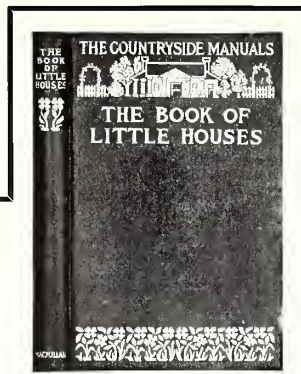 THE
BOOK
OF
LITTLE
HOUSES
MACMILLAN
THE COUNTRYSIDE MANUALS
THE BOOK OF
LITTLE HOUSES